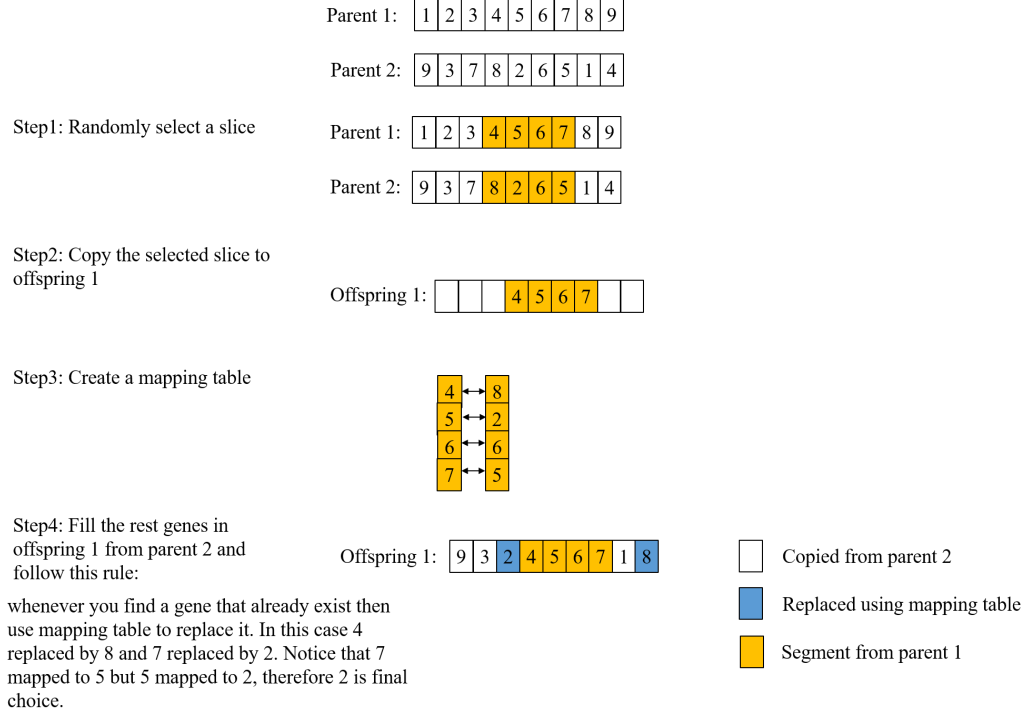 Parent 1: 1 2 3 4 5 6 7 8 9
Parent 2: 9 3 7 8 2 6 5 1 4
Step1: Randomly select a slice
Parent 1: 1 2 3 4 5 6 7 8 9
Parent 2: 9 3 7 8 2 6 5 1 4
Step2: Copy the selected slice to
offspring 1
Offspring 1: 4 5 6 7
Step3: Create a mapping table
4 8
5 2
6 6
7 5
Step4: Fill the rest genes in
offspring 1 from parent 2 and
follow this rule:
whenever you find a gene that already exist then
use mapping table to replace it. In this case 4
replaced by 8 and 7 replaced by 2. Notice that 7
mapped to 5 but 5 mapped to 2, therefore 2 is final
choice.
Offspring 1: 9 3 2 4 5 6 7 1 8
Copied from parent 2
Replaced using mapping table
Segment from parent 1